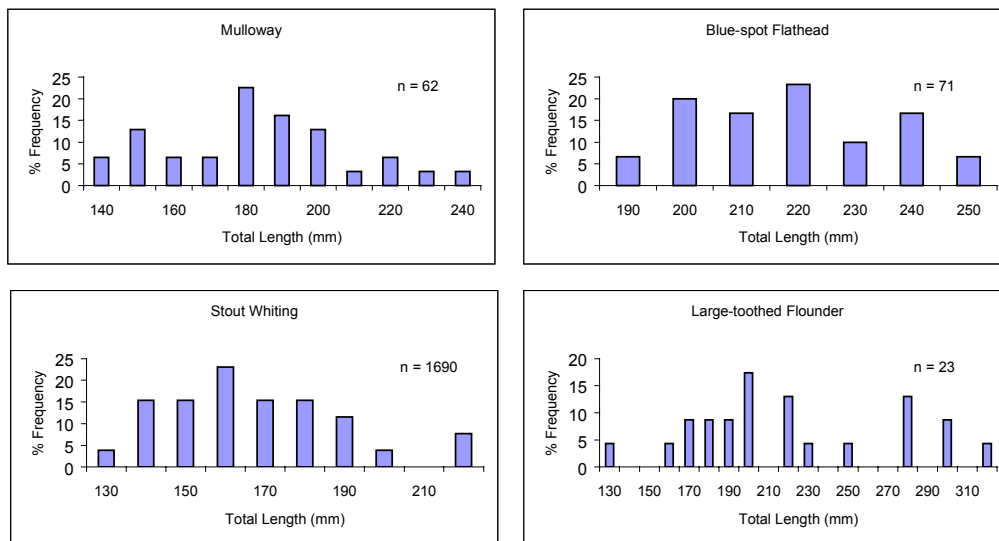 Mulloway
n = 62
25
20
15
10
5
0
% Frequency
140 160 180 200 220 240
Total Length (mm)
Blue-spot Flathead
n = 71
25
20
15
10
5
0
% Frequency
190 200 210 220 230 240 250
Total Length (mm)
Stout Whiting
n = 1690
25
20
15
10
5
0
% Frequency
130 150 170 190 210
Total Length (mm)
Large-toothed Flounder
n = 23
20
15
10
5
0
% Frequency
130 150 170 190 210 230 250 270 290 310
Total Length (mm)